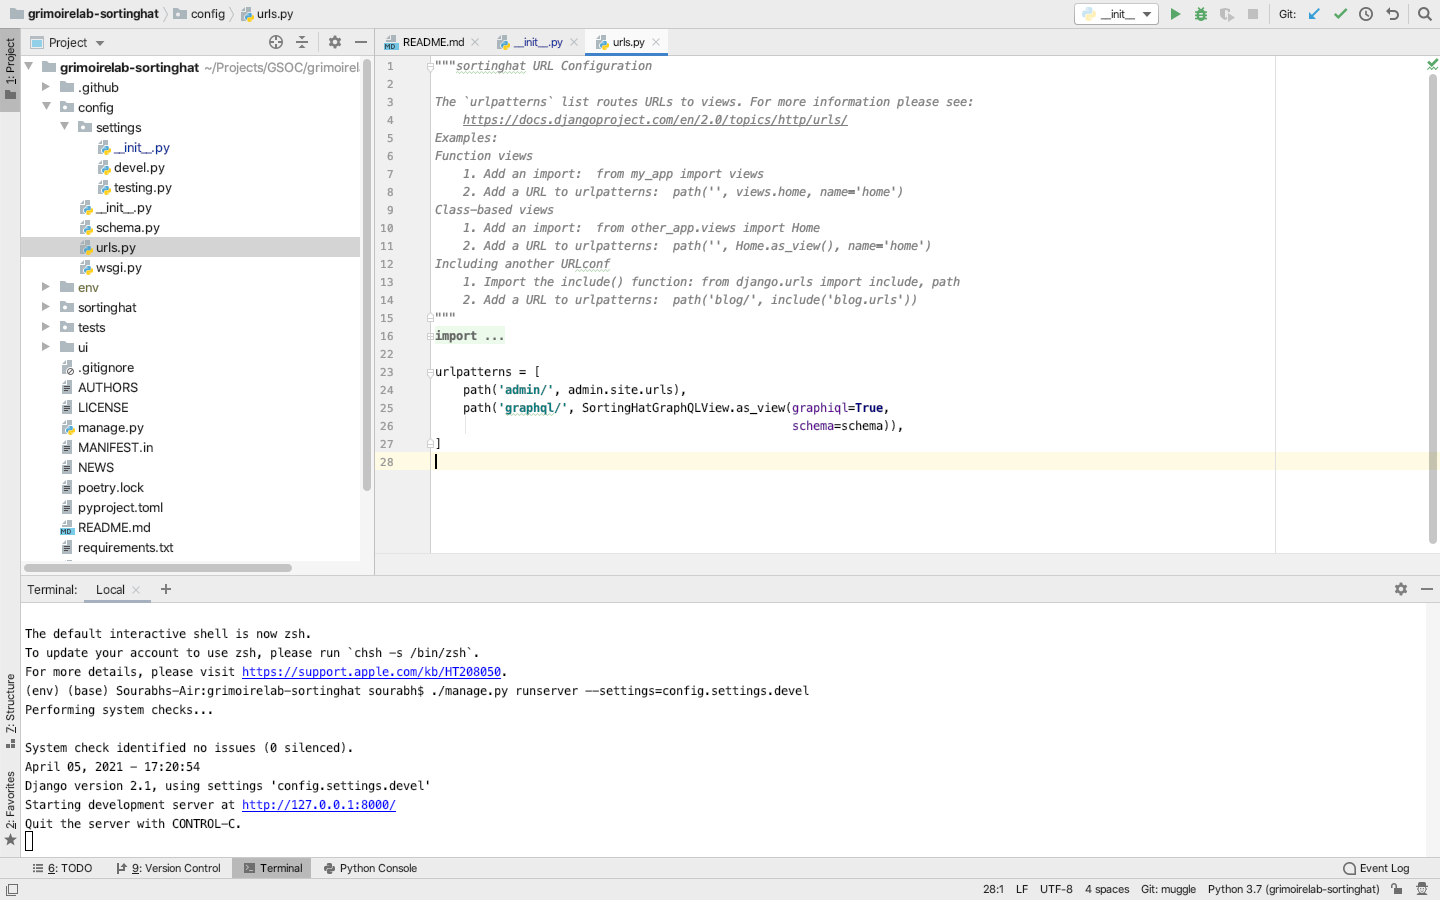 grimoirelab-sortinghat config urls.py
__init__ Git:
1: Project
Project
README.md __init__.py urls.py
grimoirelab-sortinghat ~/Projects/GSOC/grimoirel
.github
config
settings
__init__.py
devel.py
testing.py
__init__.py
schema.py
urls.py
wsgi.py
env
sortinghat
tests
ui
.gitignore
AUTHORS
LICENSE
manage.py
MANIFEST.in
NEWS
poetry.lock
pyproject.toml
README.md
requirements.txt
1 """sortinghat URL Configuration
2
3 The `urlpatterns` list routes URLs to views. For more information please see:
4 https://docs.djangoproject.com/en/2.0/topics/http/urls/
5 Examples:
6 Function views
7 1. Add an import:  from my_app import views
8 2. Add a URL to urlpatterns:  path('', views.home, name='home')
9 Class-based views
10 1. Add an import:  from other_app.views import Home
11 2. Add a URL to urlpatterns:  path('', Home.as_view(), name='home')
12 Including another URLconf
13 1. Import the include() function: from django.urls import include, path
14 2. Add a URL to urlpatterns:  path('blog/', include('blog.urls'))
15 """
16 import ...
22
23 urlpatterns = [
24 path('admin/', admin.site.urls),
25 path('graphql/', SortingHatGraphQLView.as_view(graphiql=True,
26 schema=schema)),
27 ]
28
Terminal: Local
The default interactive shell is now zsh.
To update your account to use zsh, please run `chsh -s /bin/zsh`.
For more details, please visit https://support.apple.com/kb/HT208050.
(env) (base) Sourabhs-Air:grimoirelab-sortinghat sourabh$ ./manage.py runserver --settings=config.settings.devel
Performing system checks...
System check identified no issues (0 silenced).
April 05, 2021 - 17:20:54
Django version 2.1, using settings 'config.settings.devel'
Starting development server at http://127.0.0.1:8000/
Quit the server with CONTROL-C.
Z: Structure
2: Favorites
6: TODO 9: Version Control Terminal Python Console Event Log
28:1 LF UTF-8 4 spaces Git: muggle Python 3.7 (grimoirelab-sortinghat)